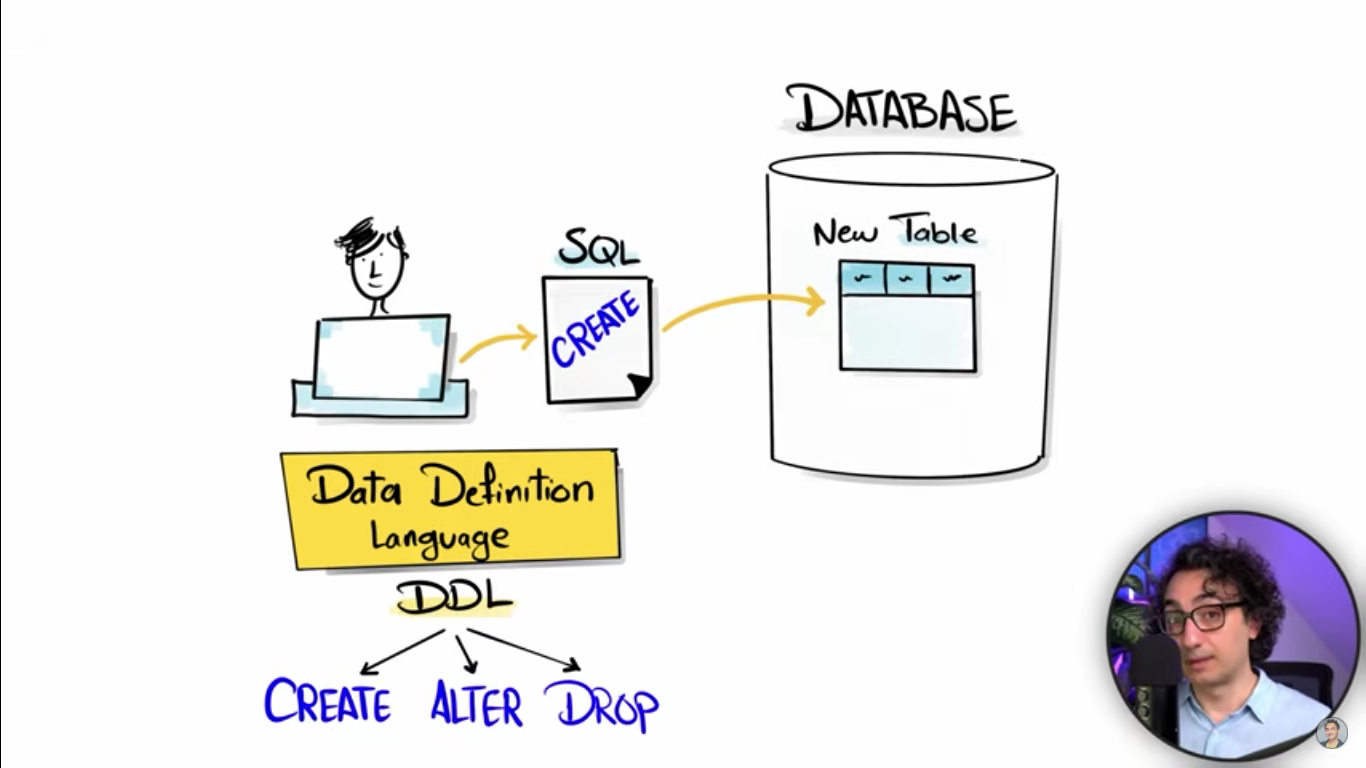 DATABASE
New Table
SQL
CREATE
Data Definition
Language
DDL
CREATE ALTER DROP